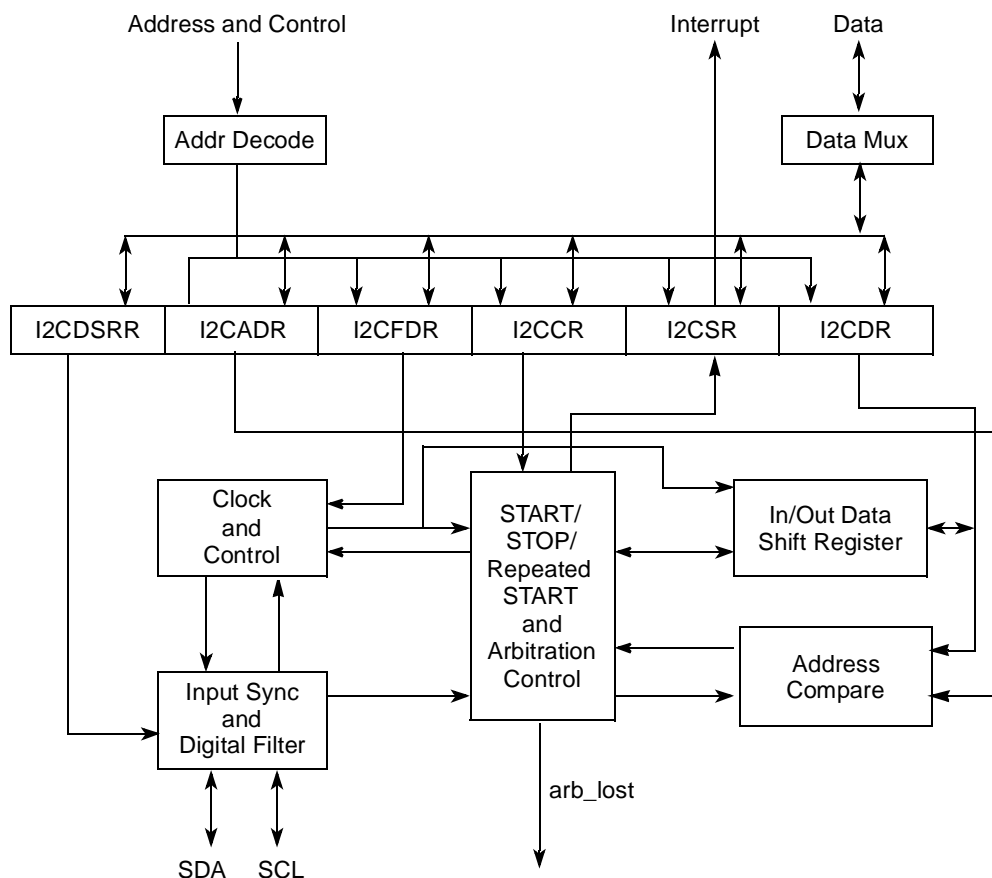 Address and Control
Interrupt
Data
Addr Decode
Data Mux
I2CDSRR
I2CADR
I2CFDR
I2CCR
I2CSR
I2CDR
Clock
and
Control
START/
STOP/
Repeated
START
and
Arbitration
Control
In/Out Data
Shift Register
Address
Compare
Input Sync
and
Digital Filter
arb_lost
SDA
SCL